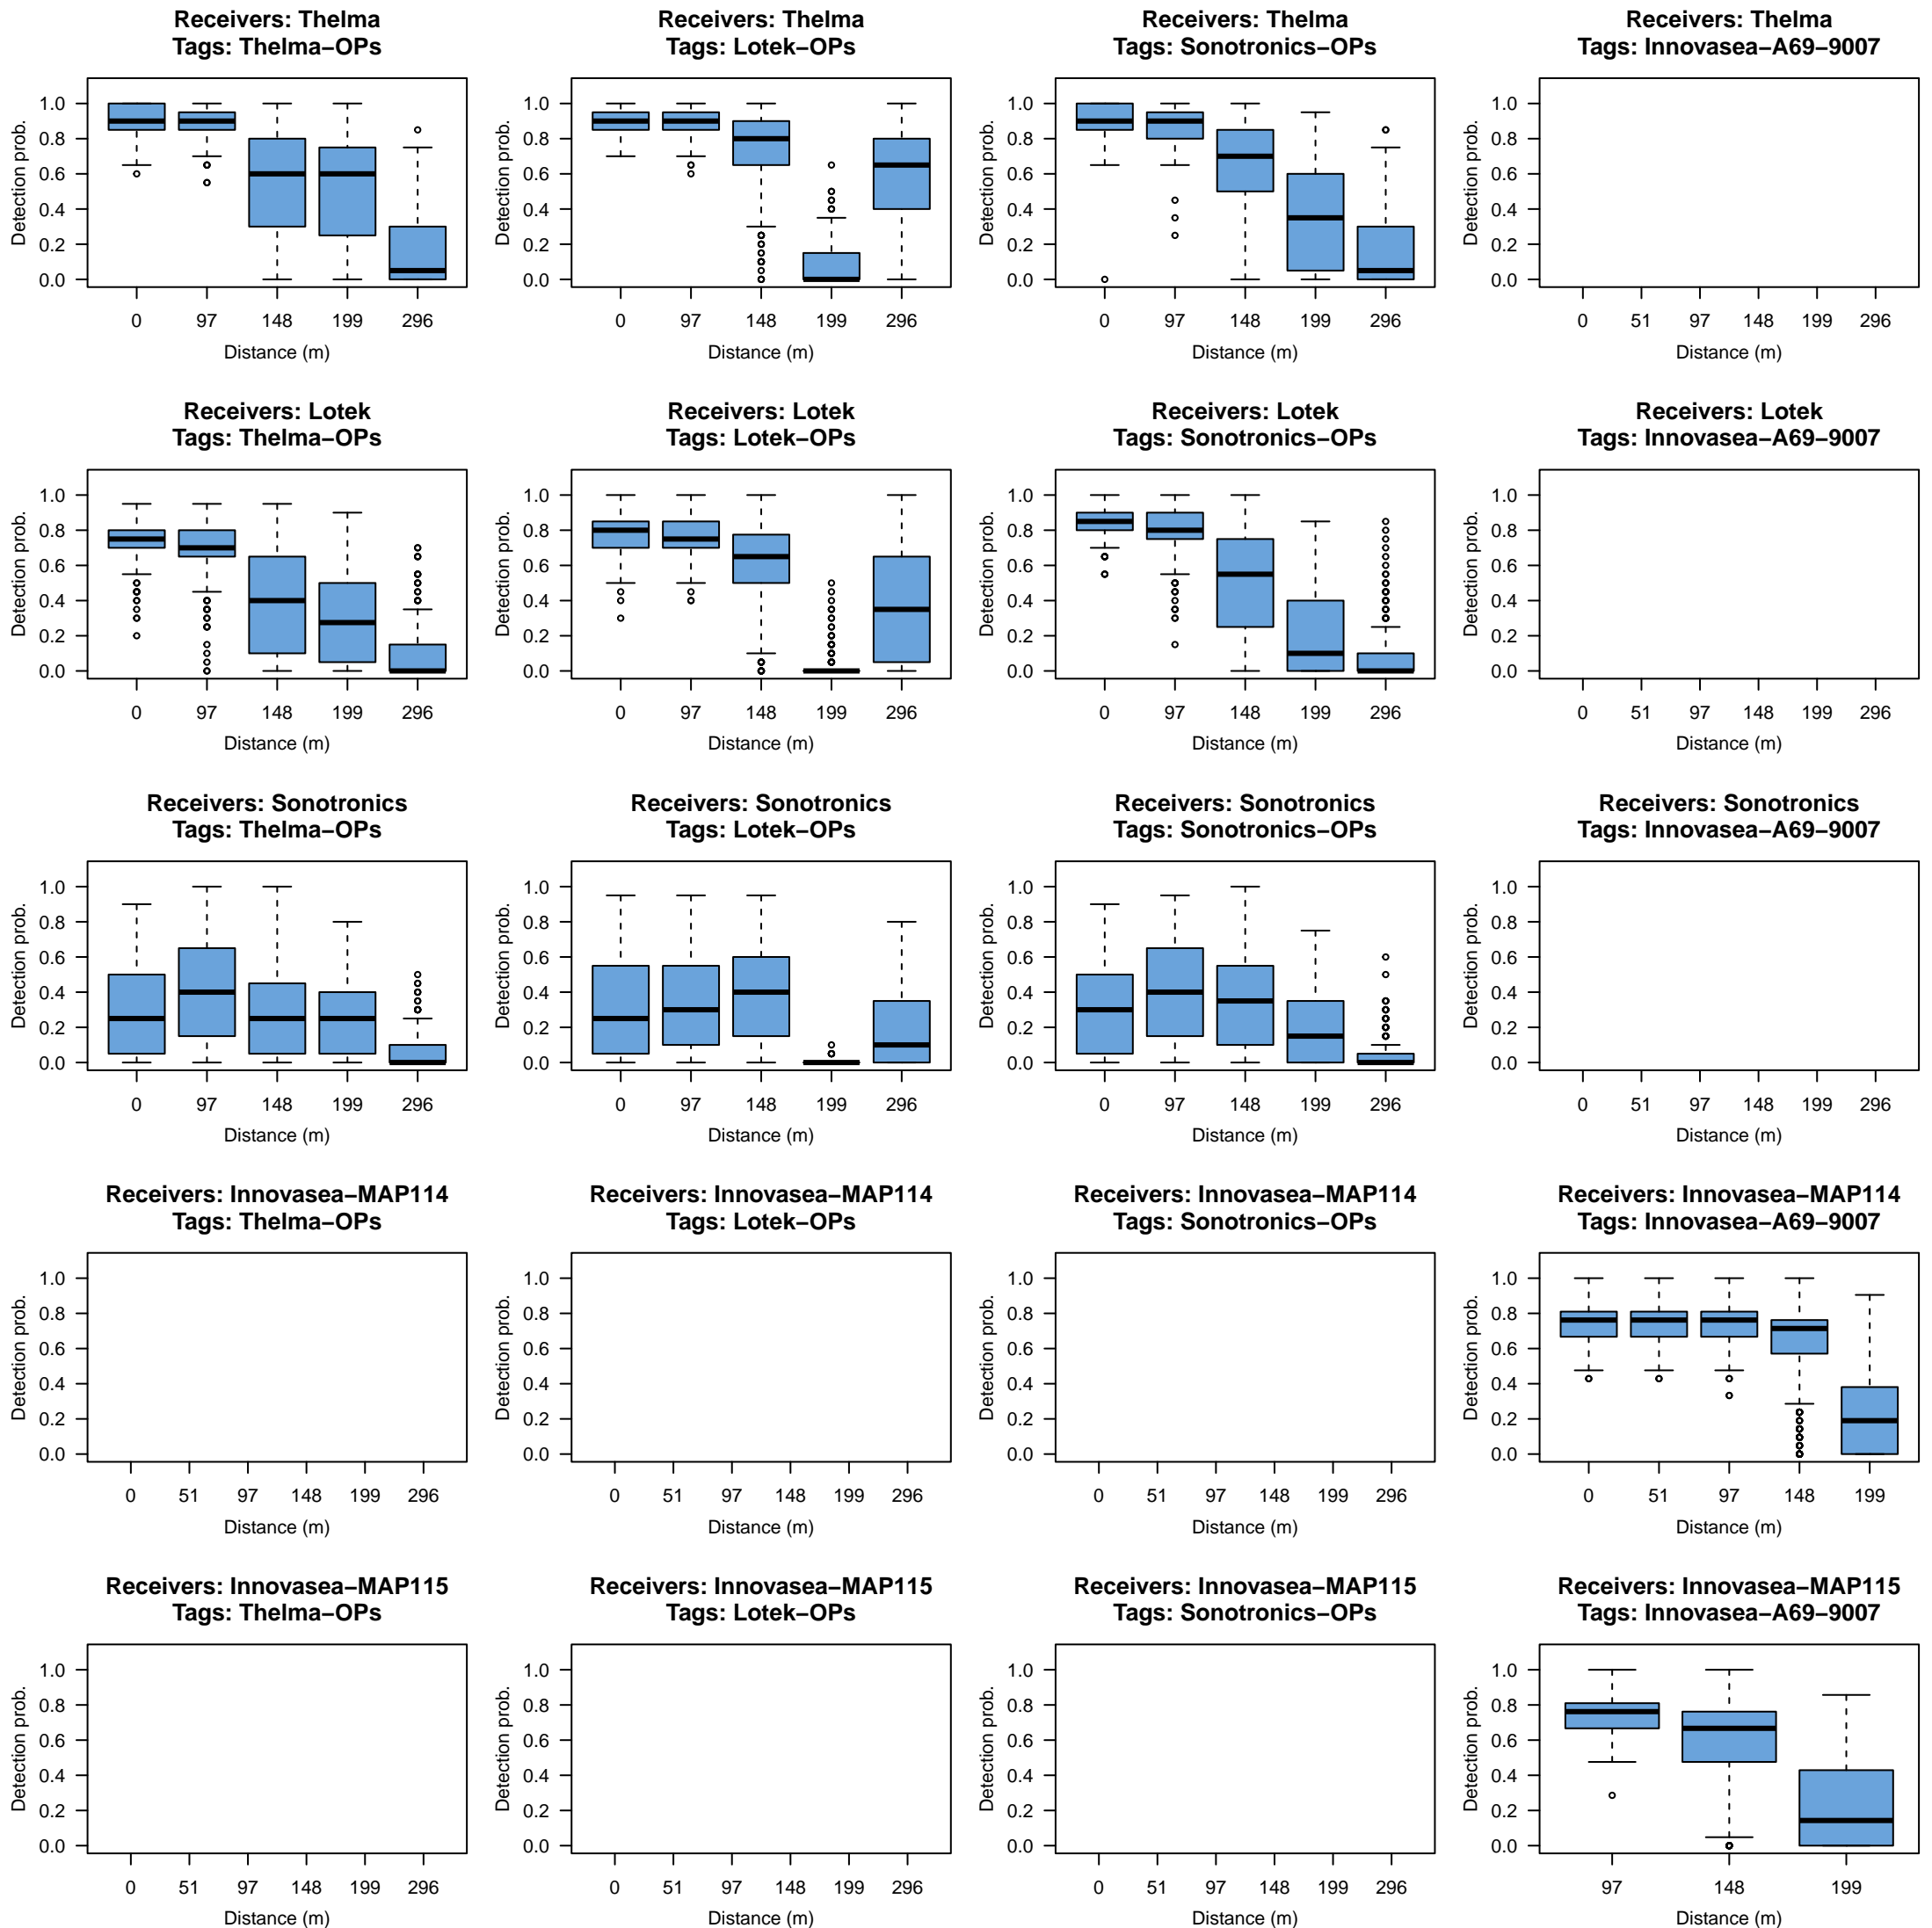 Receivers: Thelma
Tags: Thelma−OPs
Detection prob.
1.0
0.8
0.6
0.4
0.2
0.0
0 97 148 199 296
Distance (m)
Receivers: Thelma
Tags: Lotek−OPs
Detection prob.
1.0
0.8
0.6
0.4
0.2
0.0
0 97 148 199 296
Distance (m)
Receivers: Thelma
Tags: Sonotronics−OPs
Detection prob.
1.0
0.8
0.6
0.4
0.2
0.0
0 97 148 199 296
Distance (m)
Receivers: Thelma
Tags: Innovasea−A69−9007
Detection prob.
1.0
0.8
0.6
0.4
0.2
0.0
0 51 97 148 199 296
Distance (m)
Receivers: Lotek
Tags: Thelma−OPs
Detection prob.
1.0
0.8
0.6
0.4
0.2
0.0
0 97 148 199 296
Distance (m)
Receivers: Lotek
Tags: Lotek−OPs
Detection prob.
1.0
0.8
0.6
0.4
0.2
0.0
0 97 148 199 296
Distance (m)
Receivers: Lotek
Tags: Sonotronics−OPs
Detection prob.
1.0
0.8
0.6
0.4
0.2
0.0
0 97 148 199 296
Distance (m)
Receivers: Lotek
Tags: Innovasea−A69−9007
Detection prob.
1.0
0.8
0.6
0.4
0.2
0.0
0 51 97 148 199 296
Distance (m)
Receivers: Sonotronics
Tags: Thelma−OPs
Detection prob.
1.0
0.8
0.6
0.4
0.2
0.0
0 97 148 199 296
Distance (m)
Receivers: Sonotronics
Tags: Lotek−OPs
Detection prob.
1.0
0.8
0.6
0.4
0.2
0.0
0 97 148 199 296
Distance (m)
Receivers: Sonotronics
Tags: Sonotronics−OPs
Detection prob.
1.0
0.8
0.6
0.4
0.2
0.0
0 97 148 199 296
Distance (m)
Receivers: Sonotronics
Tags: Innovasea−A69−9007
Detection prob.
1.0
0.8
0.6
0.4
0.2
0.0
0 51 97 148 199 296
Distance (m)
Receivers: Innovasea−MAP114
Tags: Thelma−OPs
Detection prob.
1.0
0.8
0.6
0.4
0.2
0.0
0 51 97 148 199 296
Distance (m)
Receivers: Innovasea−MAP114
Tags: Lotek−OPs
Detection prob.
1.0
0.8
0.6
0.4
0.2
0.0
0 51 97 148 199 296
Distance (m)
Receivers: Innovasea−MAP114
Tags: Sonotronics−OPs
Detection prob.
1.0
0.8
0.6
0.4
0.2
0.0
0 51 97 148 199 296
Distance (m)
Receivers: Innovasea−MAP114
Tags: Innovasea−A69−9007
Detection prob.
1.0
0.8
0.6
0.4
0.2
0.0
0 51 97 148 199
Distance (m)
Receivers: Innovasea−MAP115
Tags: Thelma−OPs
Detection prob.
1.0
0.8
0.6
0.4
0.2
0.0
0 51 97 148 199 296
Distance (m)
Receivers: Innovasea−MAP115
Tags: Lotek−OPs
Detection prob.
1.0
0.8
0.6
0.4
0.2
0.0
0 51 97 148 199 296
Distance (m)
Receivers: Innovasea−MAP115
Tags: Sonotronics−OPs
Detection prob.
1.0
0.8
0.6
0.4
0.2
0.0
0 51 97 148 199 296
Distance (m)
Receivers: Innovasea−MAP115
Tags: Innovasea−A69−9007
Detection prob.
1.0
0.8
0.6
0.4
0.2
0.0
97 148 199
Distance (m)